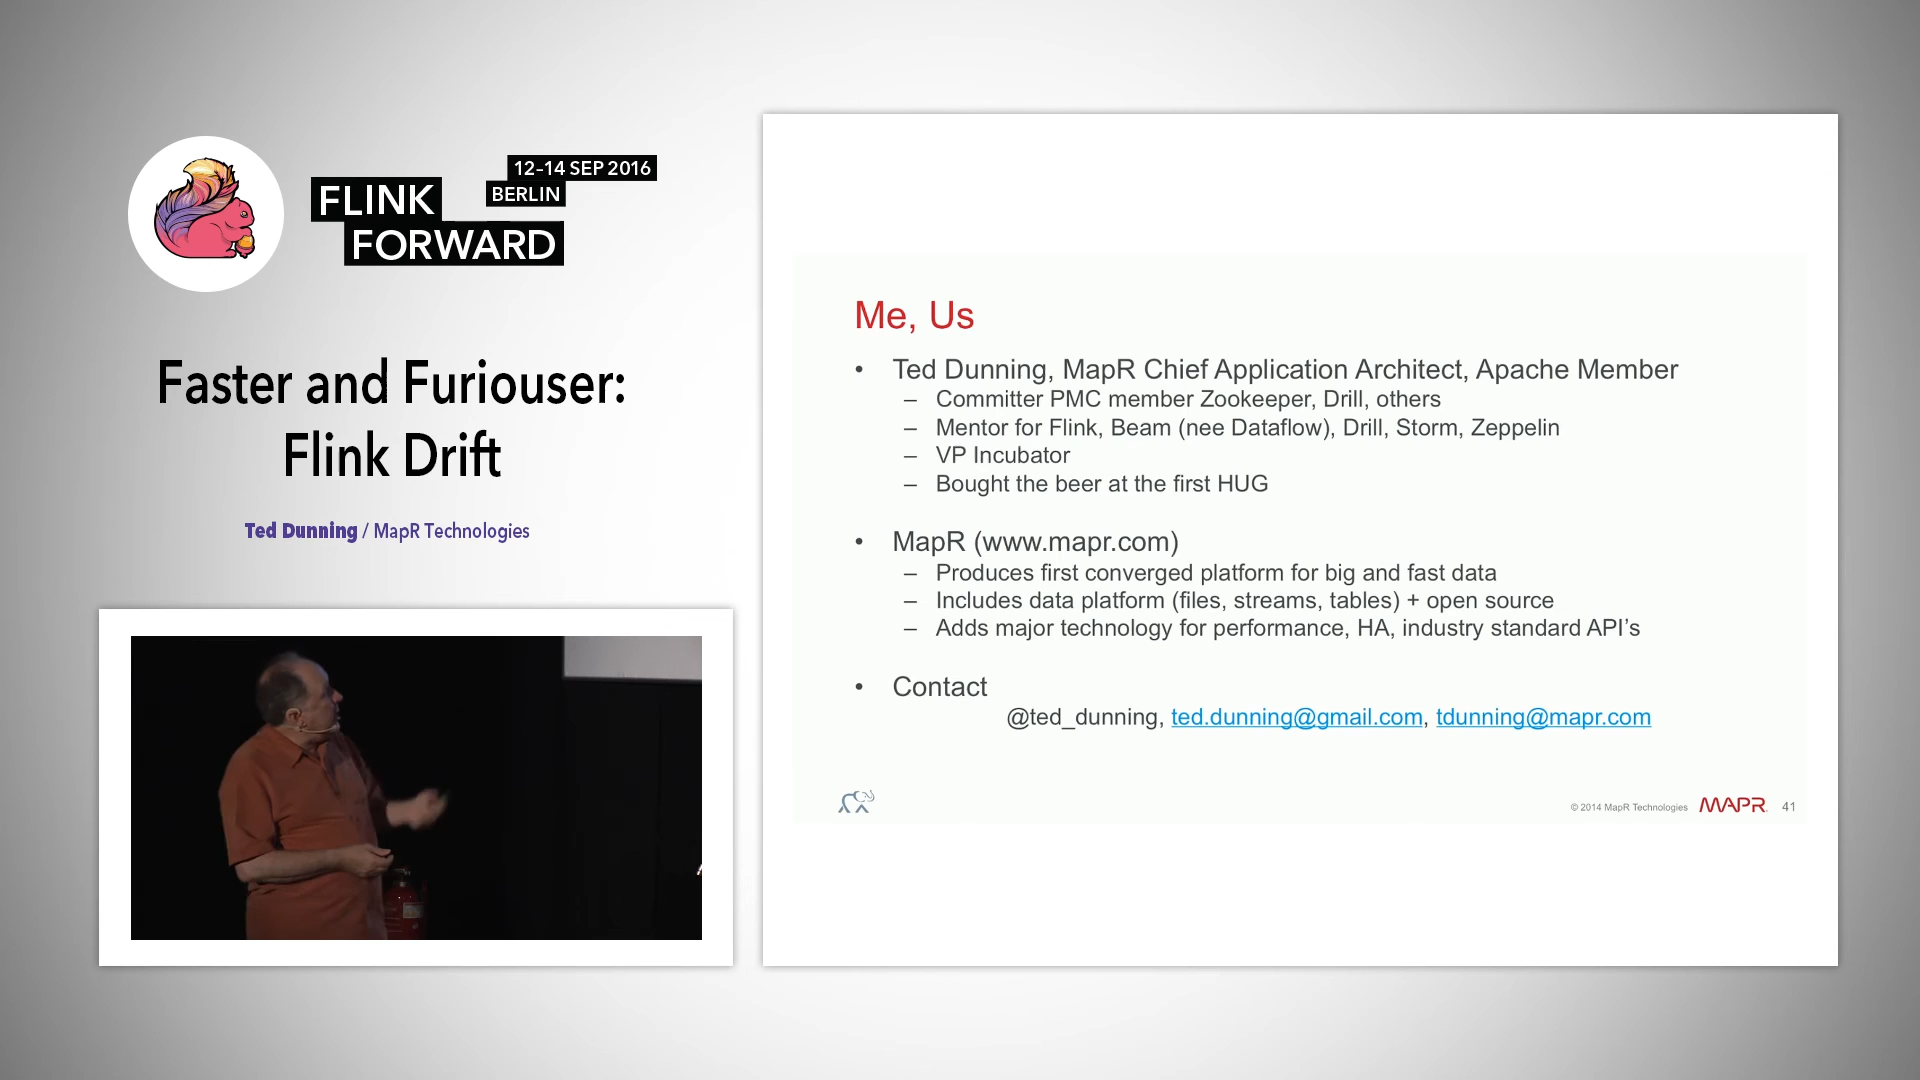 12–14 SEP 2016
BERLIN
FLINK
FORWARD
Faster and Furiouser:
Flink Drift
Ted Dunning / MapR Technologies
Me, Us
• Ted Dunning, MapR Chief Application Architect, Apache Member
– Committer PMC member Zookeeper, Drill, others
– Mentor for Flink, Beam (nee Dataflow), Drill, Storm, Zeppelin
– VP Incubator
– Bought the beer at the first HUG
• MapR (www.mapr.com)
– Produces first converged platform for big and fast data
– Includes data platform (files, streams, tables) + open source
– Adds major technology for performance, HA, industry standard API’s
• Contact
@ted_dunning, ted.dunning@gmail.com, tdunning@mapr.com
© 2014 MapR Technologies MAPR 41